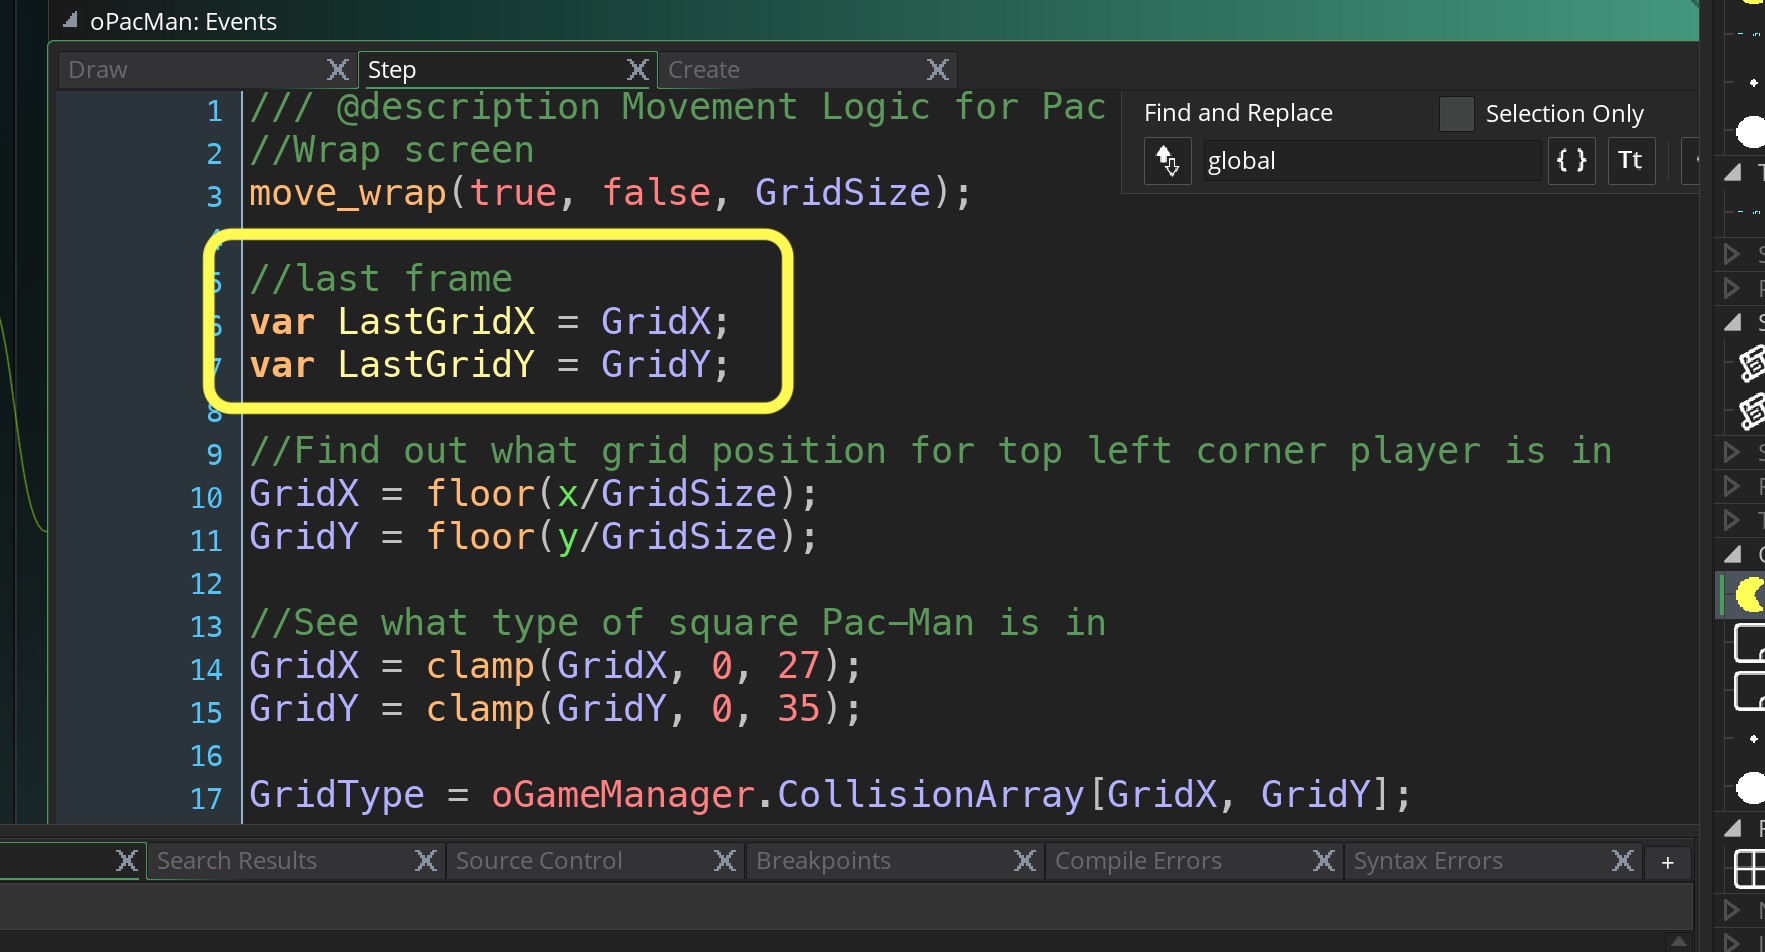 oPacMan: Events
Draw
Step
Create
1 /// @description Movement Logic for Pac
Find and Replace
Selection Only
global
{ }
Tt
2 //Wrap screen
3 move_wrap(true, false, GridSize);
4
5 //last frame
6 var LastGridX = GridX;
7 var LastGridY = GridY;
8
9 //Find out what grid position for top left corner player is in
10 GridX = floor(x/GridSize);
11 GridY = floor(y/GridSize);
12
13 //See what type of square Pac-Man is in
14 GridX = clamp(GridX, 0, 27);
15 GridY = clamp(GridY, 0, 35);
16
17 GridType = oGameManager.CollisionArray[GridX, GridY];
Search Results
Source Control
Breakpoints
Compile Errors
Syntax Errors
+